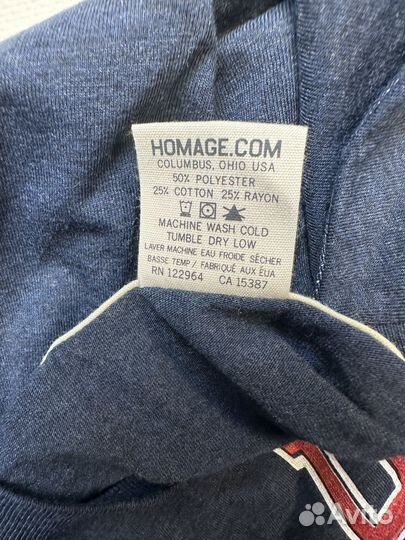 HOMAGE.COM
COLUMBUS, OHIO USA
50% POLYESTER
25% COTTON 25% RAYON
MACHINE WASH COLD
TUMBLE DRY LOW
LAVER MACHINE EAU FROIDE SÉCHER
BASSE TEMP / FABRIQUÉ AUX ÉUA
RN 122964 CA 15387
Avito